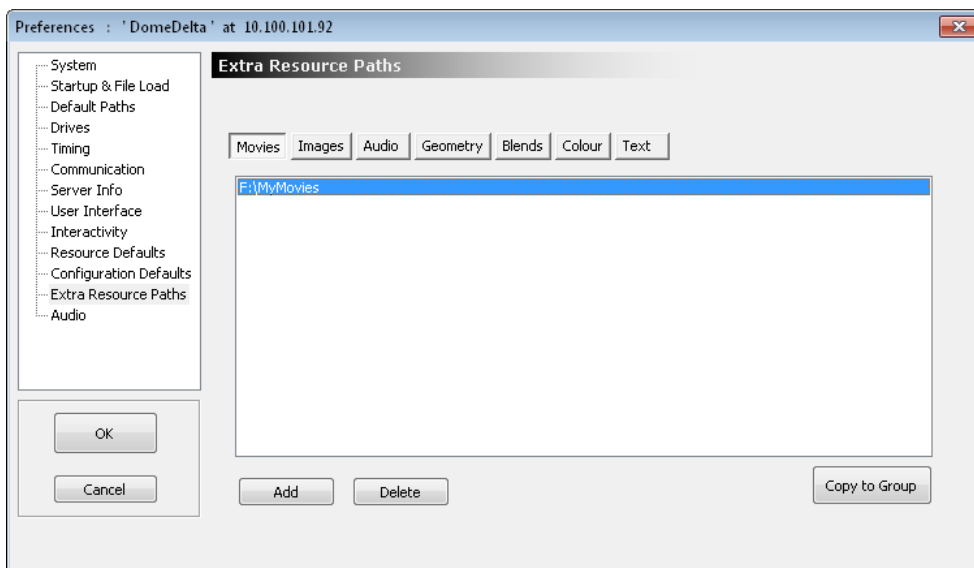 Preferences : 'DomeDelta' at 10.100.101.92
System
Startup & File Load
Default Paths
Drives
Timing
Communication
Server Info
User Interface
Interactivity
Resource Defaults
Configuration Defaults
Extra Resource Paths
Audio
OK
Cancel
Extra Resource Paths
Movies Images Audio Geometry Blends Colour Text
F:\MyMovies
Add Delete Copy to Group